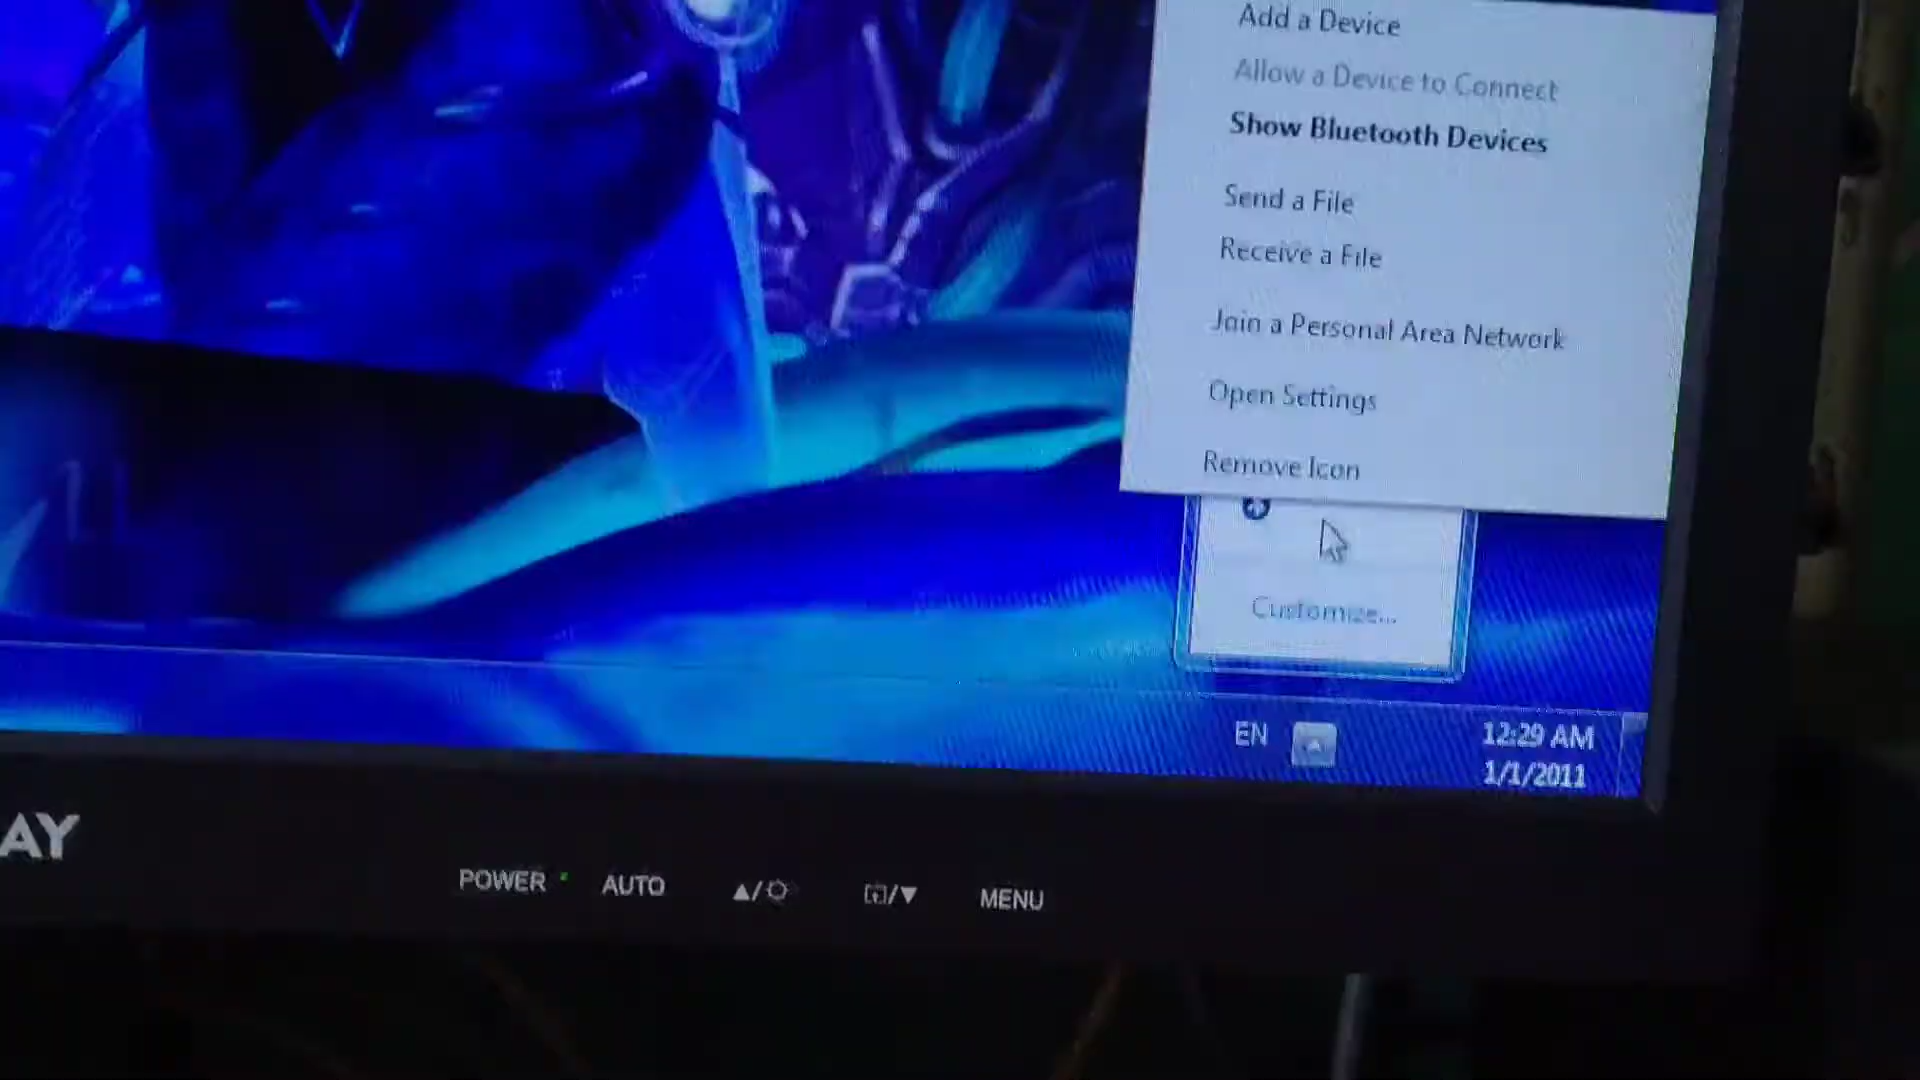 Add a Device
Allow a Device to Connect
Show Bluetooth Devices
Send a File
Receive a File
Join a Personal Area Network
Open Settings
Remove Icon
Customize...
EN
12:29 AM
1/1/2011
AY
POWER
AUTO
MENU